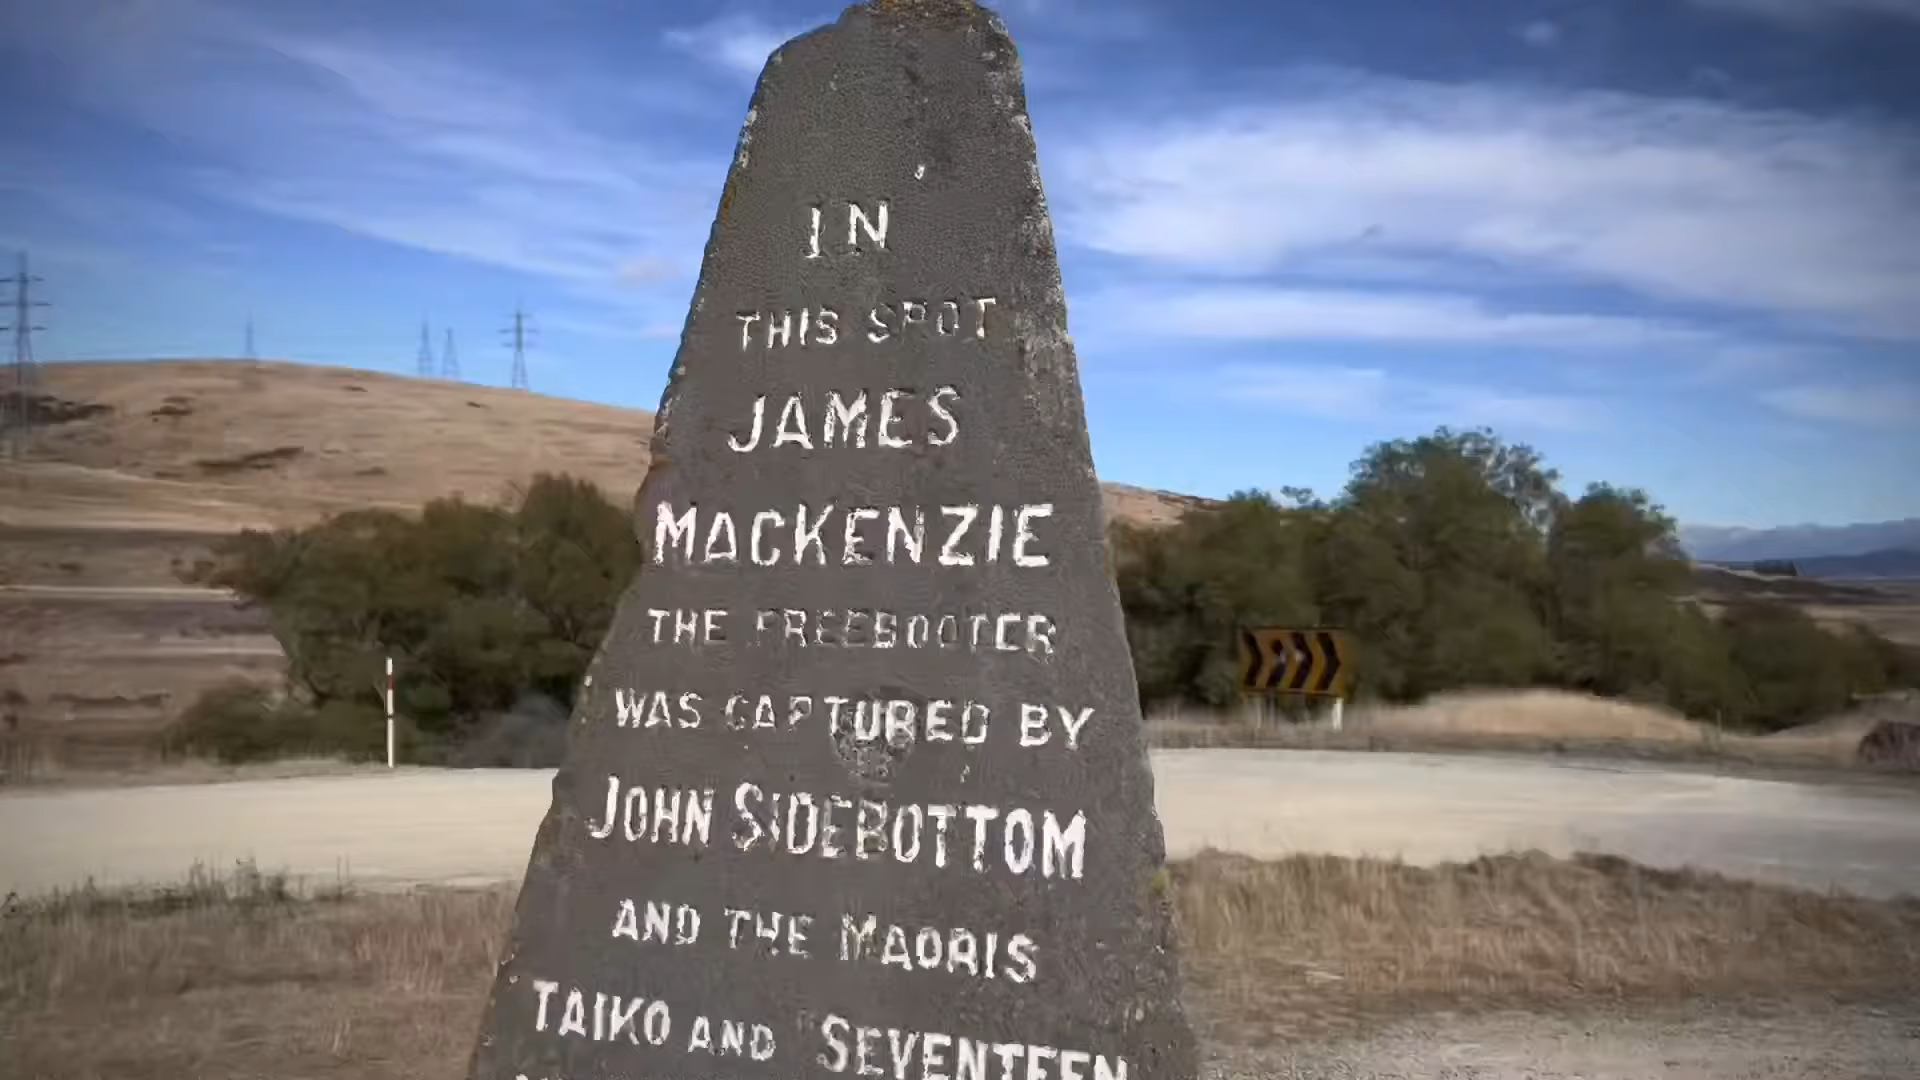 IN
THIS SPOT
JAMES
MACKENZIE
THE FREEBOOTER
WAS CAPTURED BY
JOHN SIDEBOTTOM
AND THE MAORIS
TAIKO AND SEVENTEEN